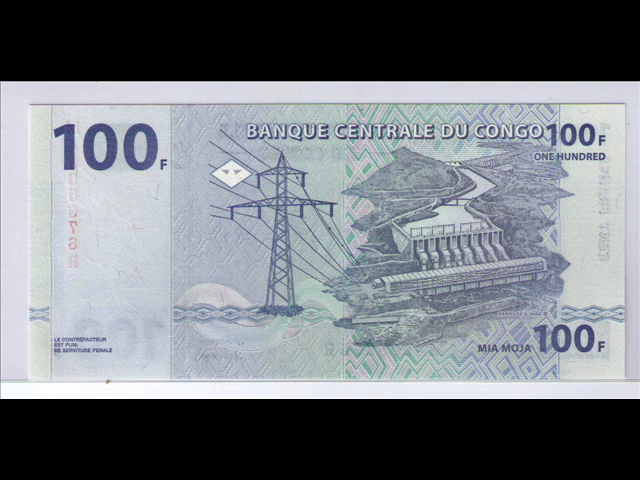 100 F
BANQUE CENTRALE DU CONGO
100 F
ONE HUNDRED
LE CONTREFACTEUR
EST PUNI
DE SERVITUDE PENALE
MIA MOJA
100 F